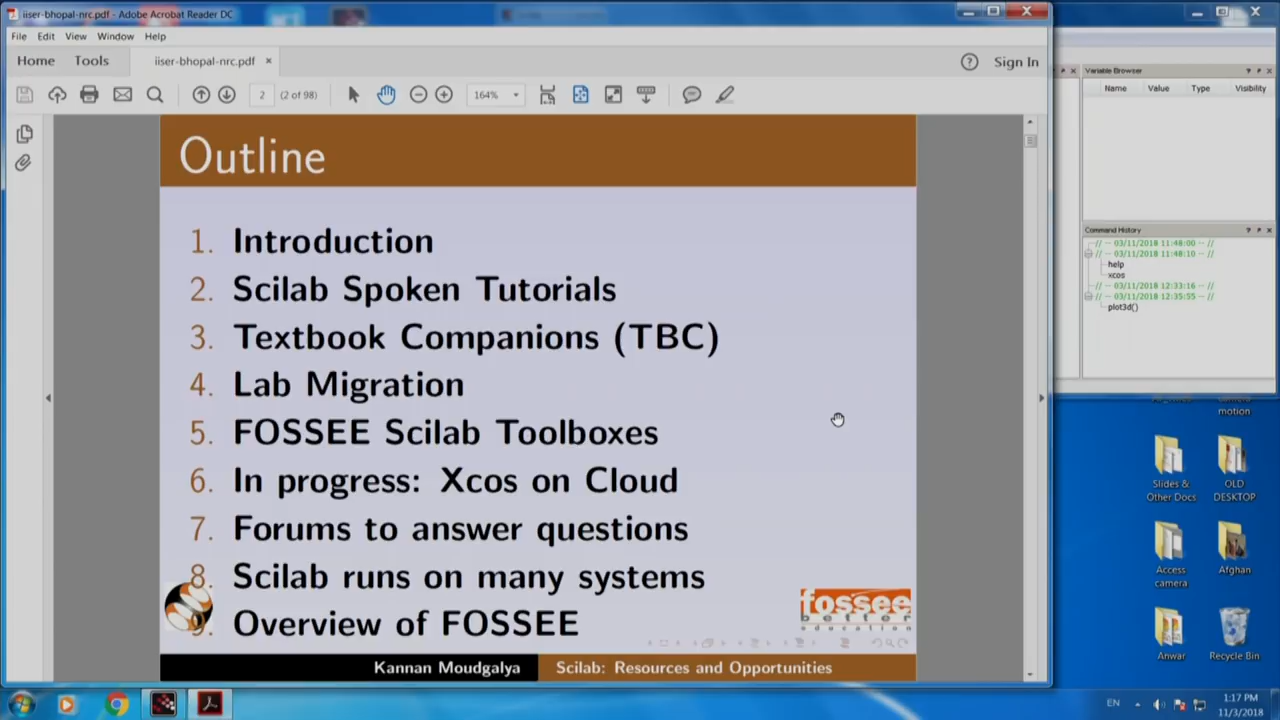 iiser-bhopal-nrc.pdf - Adobe Acrobat Reader DC
File Edit View Window Help
Home Tools iiser-bhopal-nrc.pdf × Sign In
2 (2 of 98) 164%
Outline
1. Introduction
2. Scilab Spoken Tutorials
3. Textbook Companions (TBC)
4. Lab Migration
5. FOSSEE Scilab Toolboxes
6. In progress: Xcos on Cloud
7. Forums to answer questions
8. Scilab runs on many systems
9. Overview of FOSSEE
fossee
better
education
Kannan Moudgalya Scilab: Resources and Opportunities
Variable Browser
Name Value Type Visibility
Command History
// -- 03/11/2018 11:48:00 -- //
// -- 03/11/2018 11:48:10 -- //
help
xcos
// -- 03/11/2018 12:33:16 -- //
// -- 03/11/2018 12:35:55 -- //
plot3d()
motion
Slides & Other Docs
OLD DESKTOP
Access camera
Afghan
Anwar
Recycle Bin
EN
1:17 PM
11/3/2018